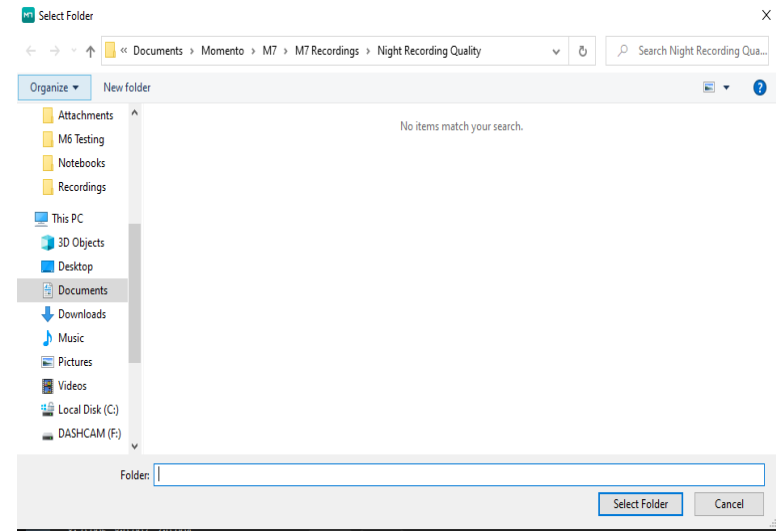 M7 Select Folder
« Documents > Momento > M7 > M7 Recordings > Night Recording Quality
Search Night Recording Qua...
Organize
New folder
?
No items match your search.
Attachments
M6 Testing
Notebooks
Recordings
This PC
3D Objects
Desktop
Documents
Downloads
Music
Pictures
Videos
Local Disk (C:)
DASHCAM (F:)
Folder:
Select Folder
Cancel